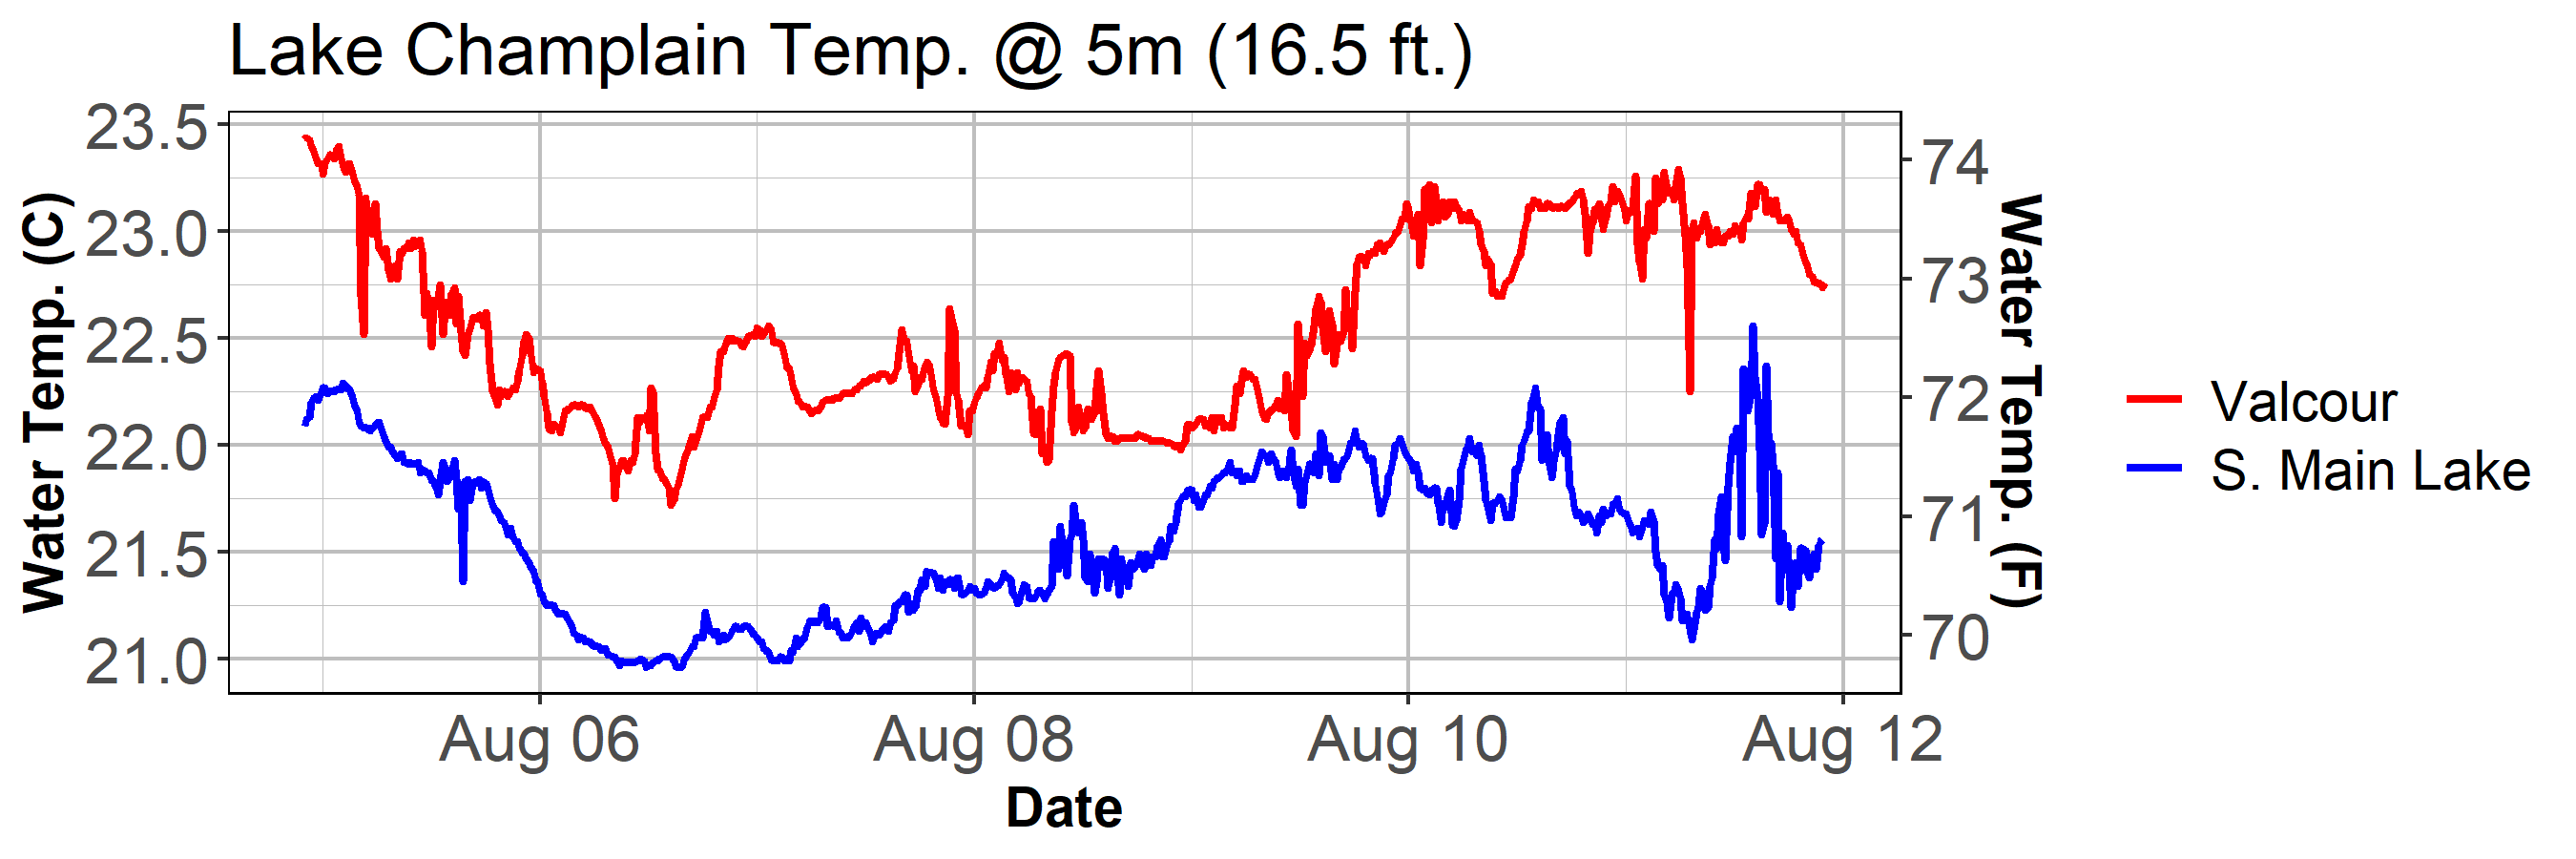 Lake Champlain Temp. @ 5m (16.5 ft.)
Water Temp. (C)
23.5
23.0
22.5
22.0
21.5
21.0
74
73
72
71
70
Water Temp. (F)
Aug 06
Aug 08
Aug 10
Aug 12
Date
Valcour
S. Main Lake